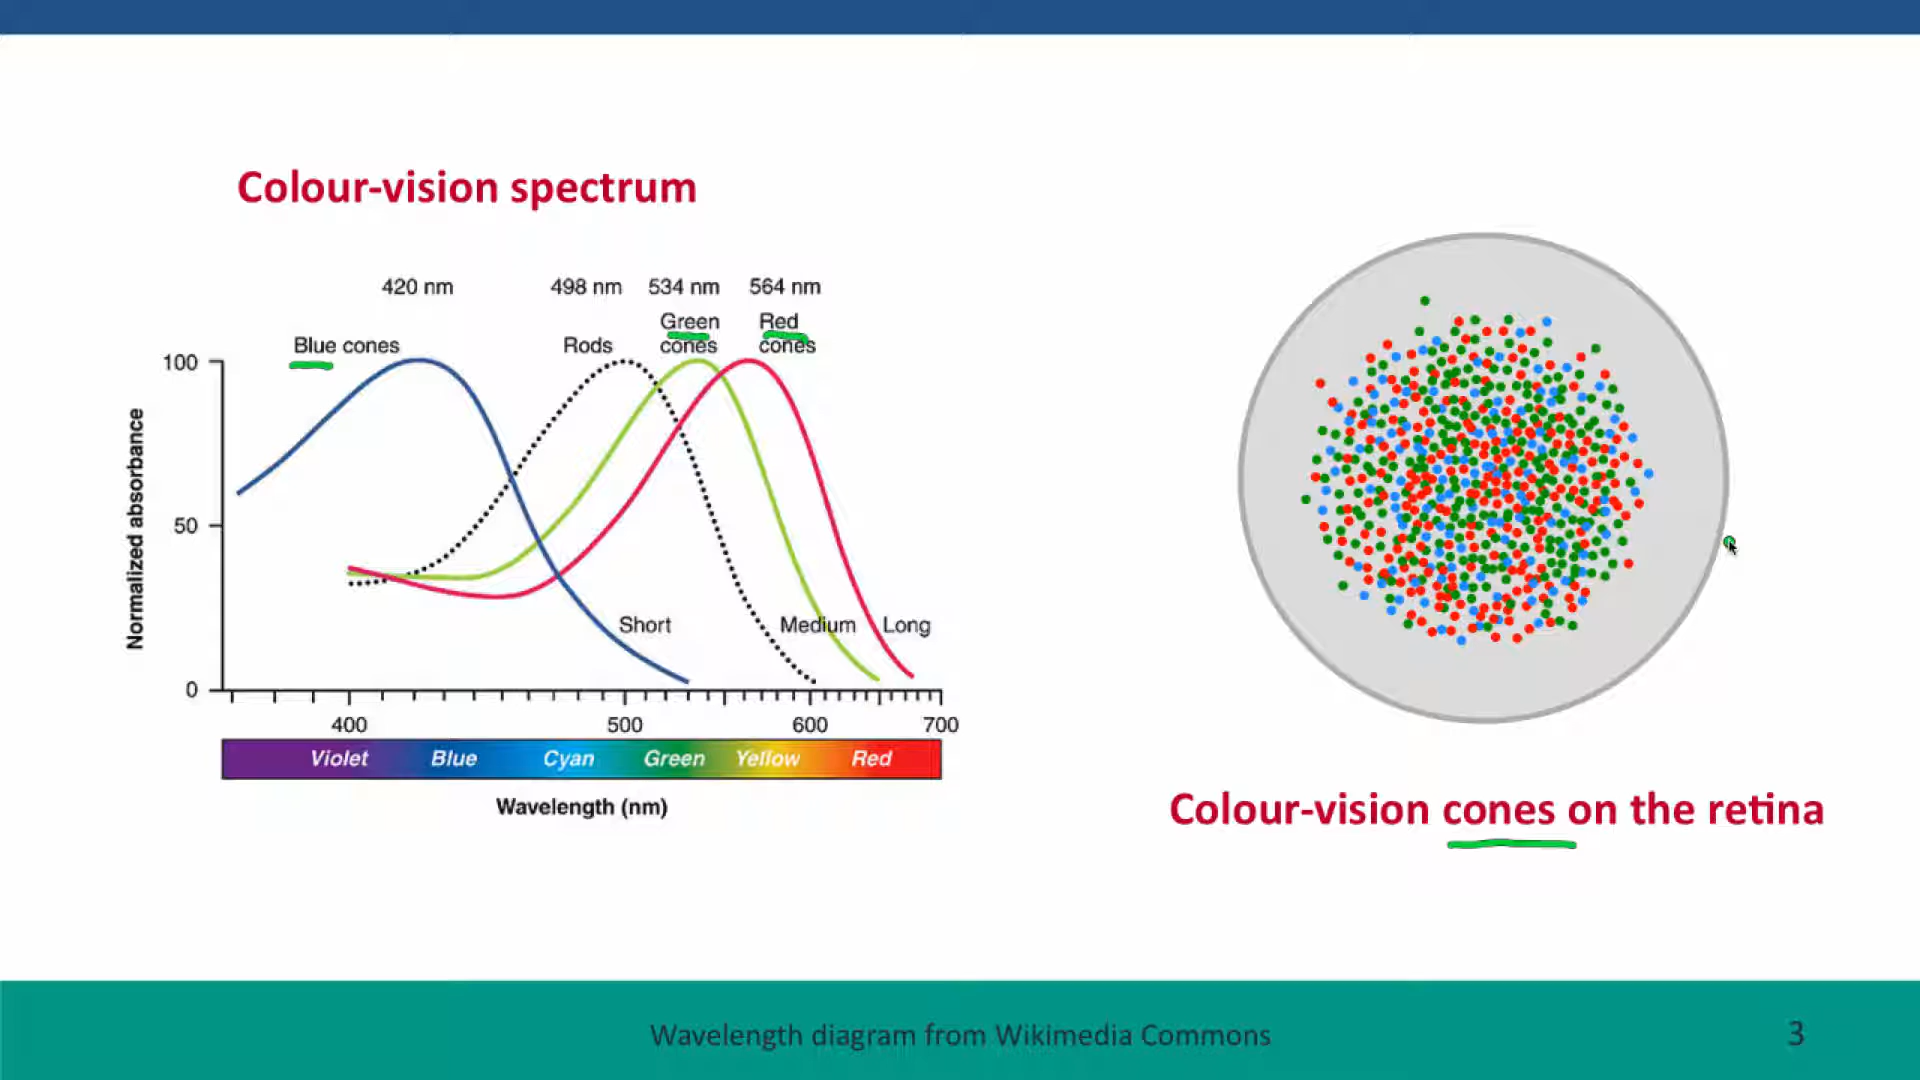 Colour-vision spectrum
420 nm 498 nm 534 nm 564 nm
Blue cones
Rods
Green
cones
Red
cones
Normalized absorbance
100
50
0
Short
Medium
Long
400 500 600 700
Violet Blue Cyan Green Yellow Red
Wavelength (nm)
Colour-vision cones on the retina
Wavelength diagram from Wikimedia Commons
3